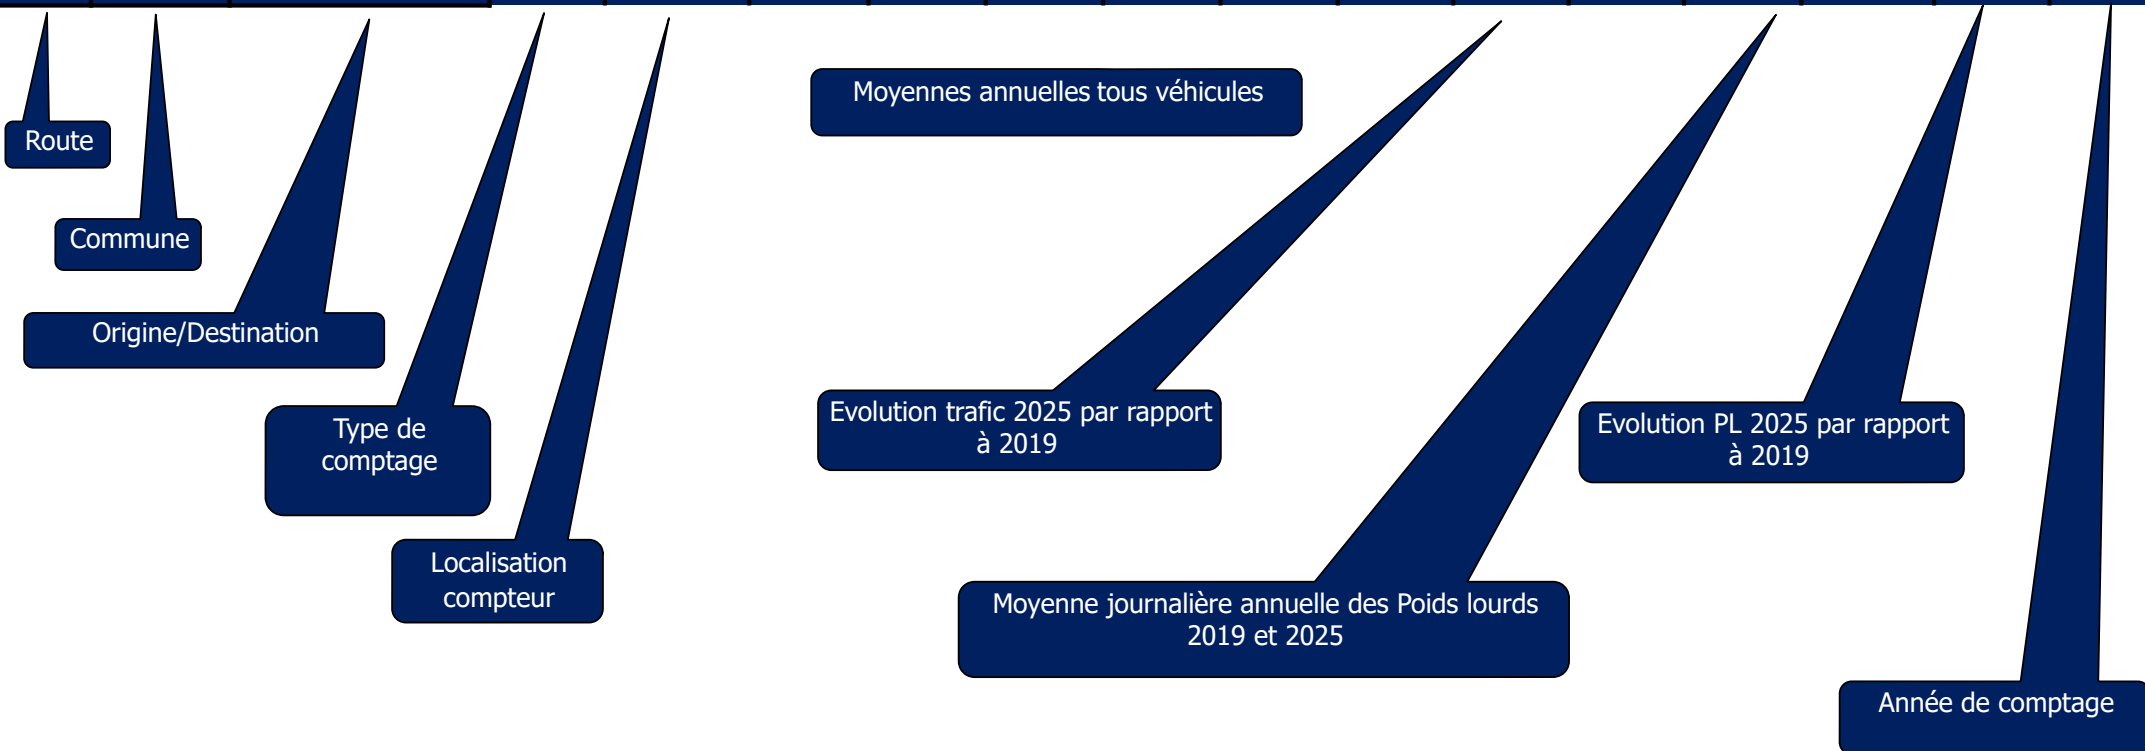 Moyennes annuelles tous véhicules
Route
Commune
Origine/Destination
Type de
comptage
Evolution trafic 2025 par rapport
à 2019
Evolution PL 2025 par rapport
à 2019
Localisation
compteur
Moyenne journalière annuelle des Poids lourds
2019 et 2025
Année de comptage